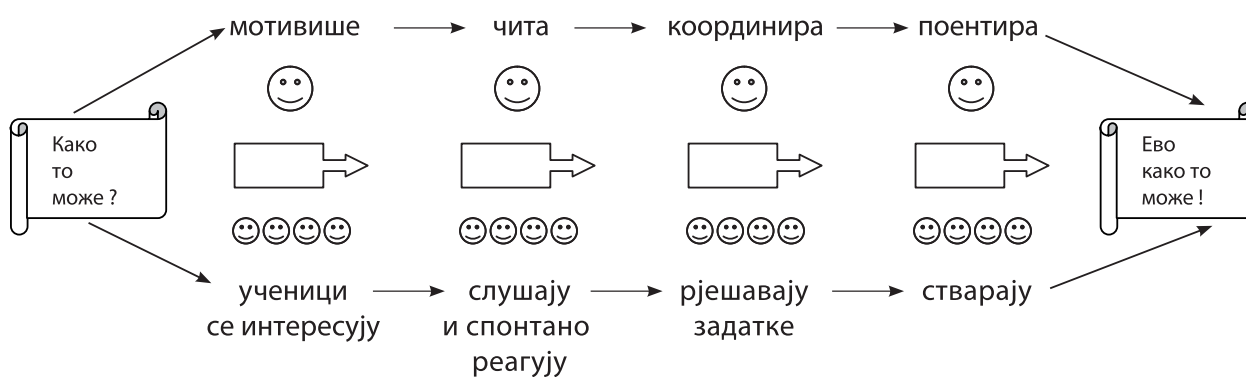 мотивише
чита
координира
поентира
Како
то
може ?
Ево
како то
може !
ученици
се интересују
слушају
и спонтано
реагују
рјешавају
задатке
стварају